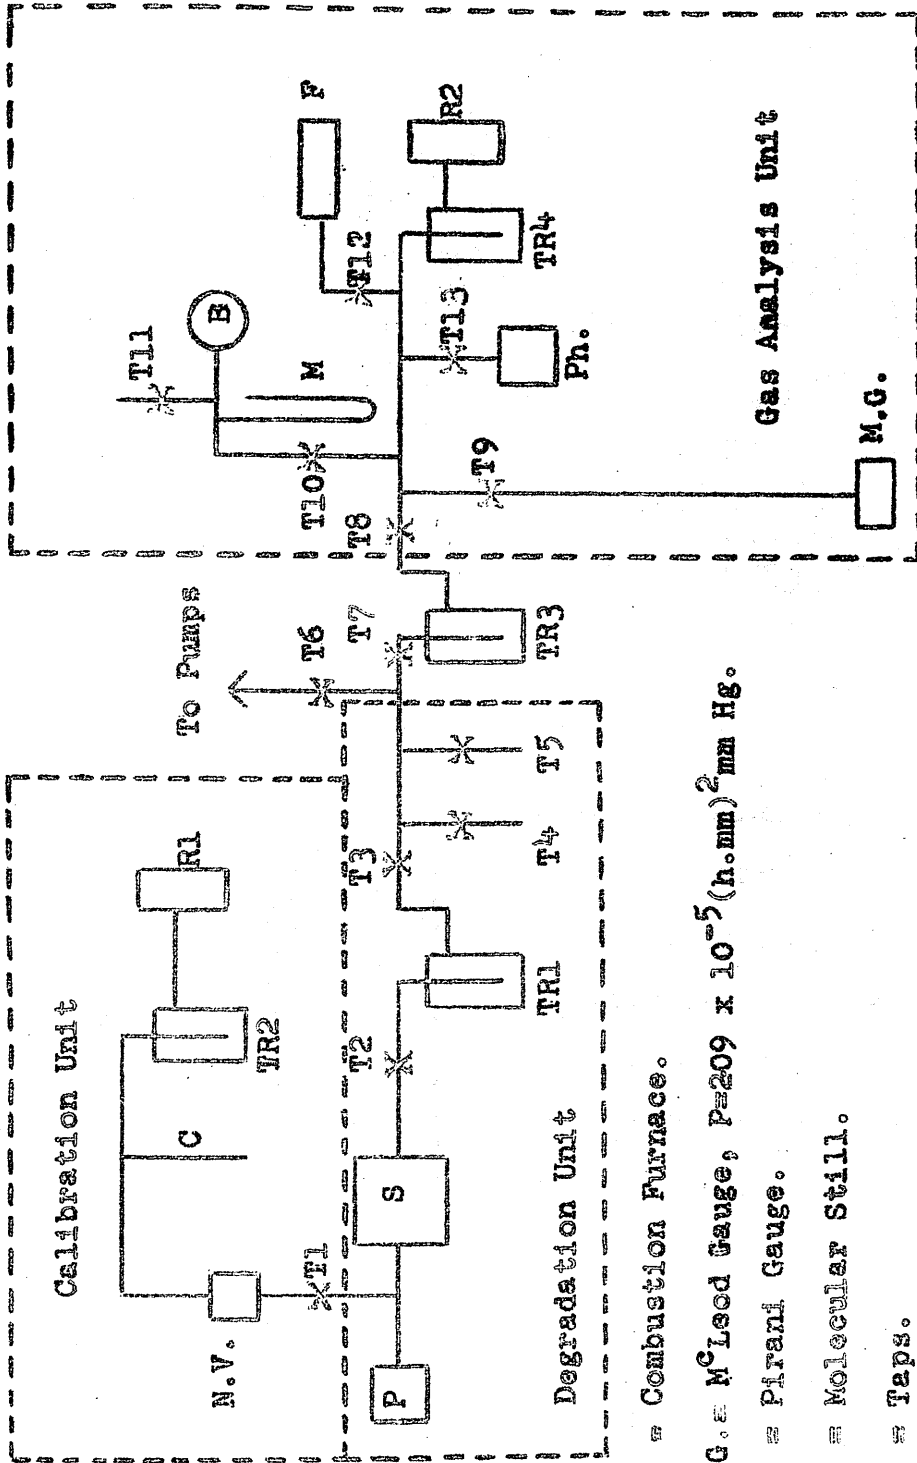 Calibration Unit
R1
C
TR2
N.V.
T1
P
S
T2
TR1
T3
T4
T5
Degradation Unit
To Pumps
T6
T7
TR3
T8
T11
B
M
T10
T9
T12
F
T13
Ph.
TR4
R2
Gas Analysis Unit
M.G.
= Combustion Furnace.
G. = McLeod Gauge, P=209 x 10-5(h.mm)2mm Hg.
= Pirani Gauge.
= Molecular Still.
= Taps.